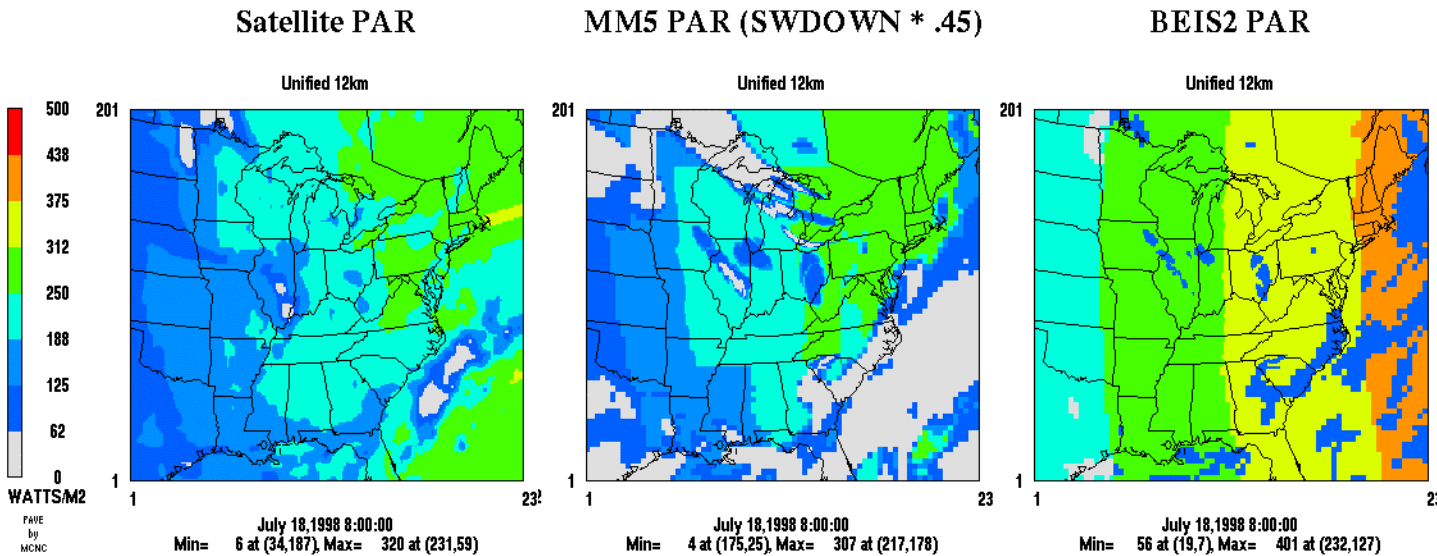 Satellite PAR
MM5 PAR (SWDOWN * .45)
BEIS2 PAR
Unified 12km
Unified 12km
Unified 12km
500
438
375
312
250
188
125
62
0
WATTS/M2
PAVE
by
MCNC
201
1
1
July 18,1998 8:00:00
Min= 6 at (34,187), Max= 320 at (231,59)
201
1
1
23
July 18,1998 8:00:00
Min= 4 at (175,25), Max= 307 at (217,178)
201
1
1
23
July 18,1998 8:00:00
Min= 56 at (19,7), Max= 401 at (232,127)